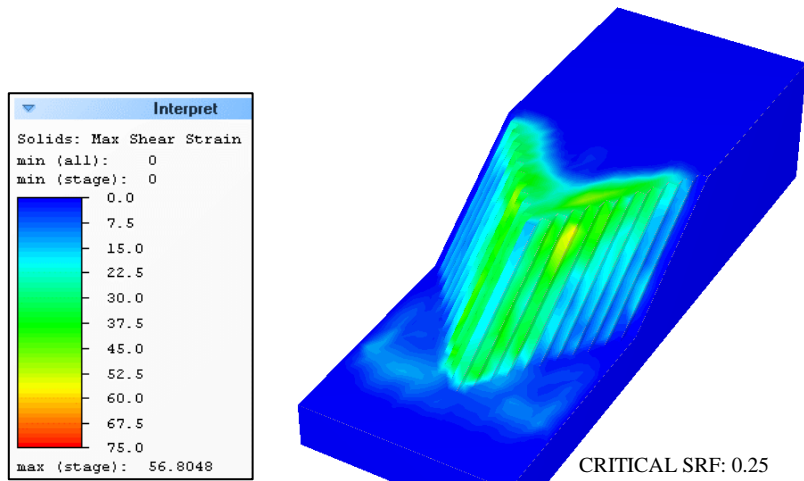 Interpret
Solids: Max Shear Strain
min (all): 0
min (stage): 0
0.0
7.5
15.0
22.5
30.0
37.5
45.0
52.5
60.0
67.5
75.0
max (stage): 56.8048
CRITICAL SRF: 0.25